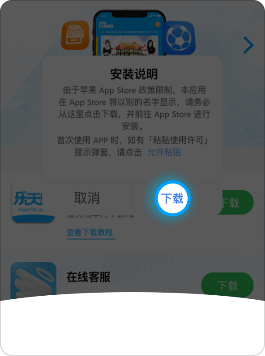 安装说明
由于苹果 App Store 政策限制，本应用
在 App Store 将以别的名字显示，请务必
从这里点击下载，并前往 App Store 进行
安装。
首次使用 APP 时，如有「粘贴使用许可」
提示弹窗，请点击 允许粘贴
乐天
取消
下载
下载
查看下载教程
在线客服
下载